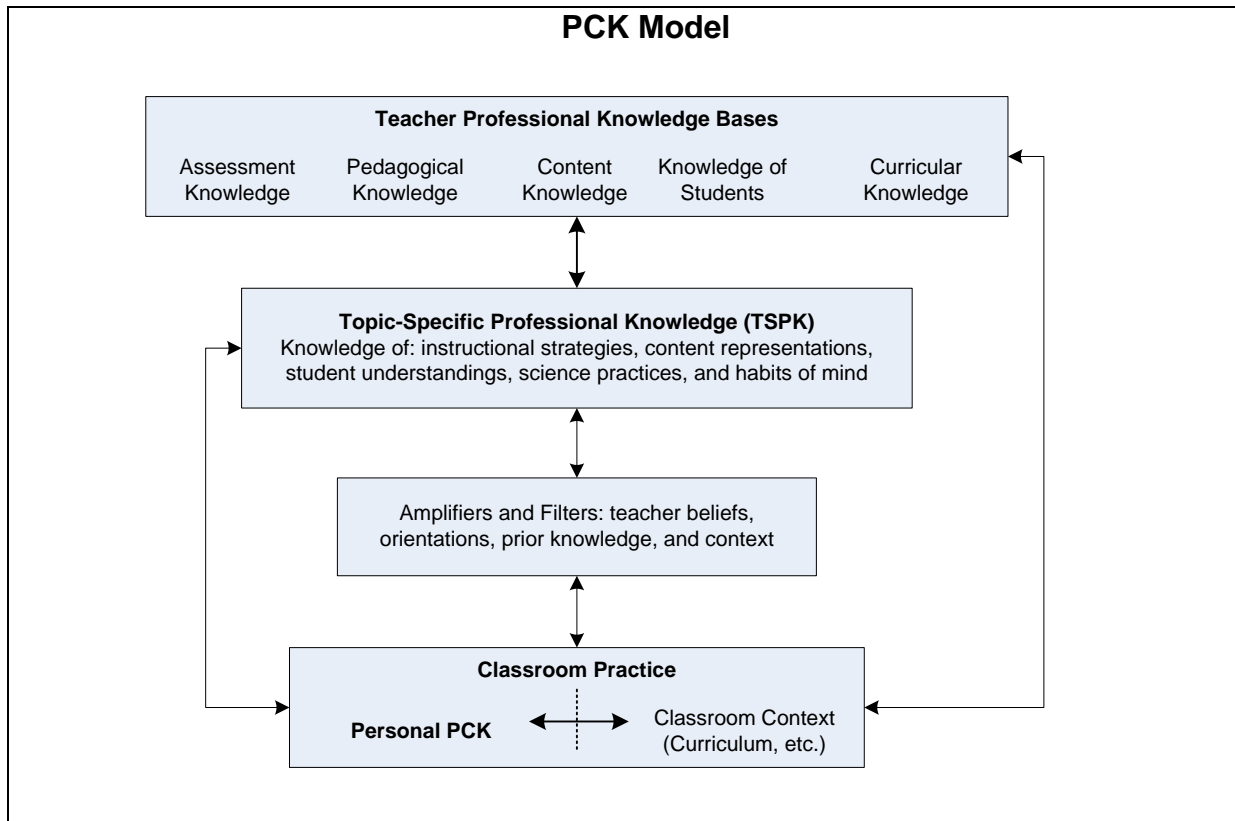 PCK Model
Teacher Professional Knowledge Bases
Assessment Knowledge
Pedagogical Knowledge
Content Knowledge
Knowledge of Students
Curricular Knowledge
Topic-Specific Professional Knowledge (TSPK)
Knowledge of: instructional strategies, content representations,
student understandings, science practices, and habits of mind
Amplifiers and Filters: teacher beliefs,
orientations, prior knowledge, and context
Classroom Practice
Personal PCK
Classroom Context
(Curriculum, etc.)